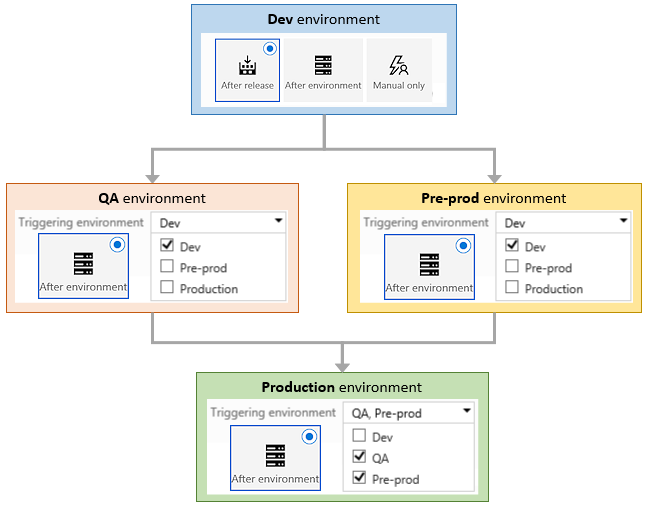 Dev environment
After release
After environment
Manual only
QA environment
Triggering environment
Dev
Dev
Pre-prod
Production
After environment
Pre-prod environment
Triggering environment
Dev
Dev
Pre-prod
Production
After environment
Production environment
Triggering environment
QA, Pre-prod
Dev
QA
Pre-prod
After environment